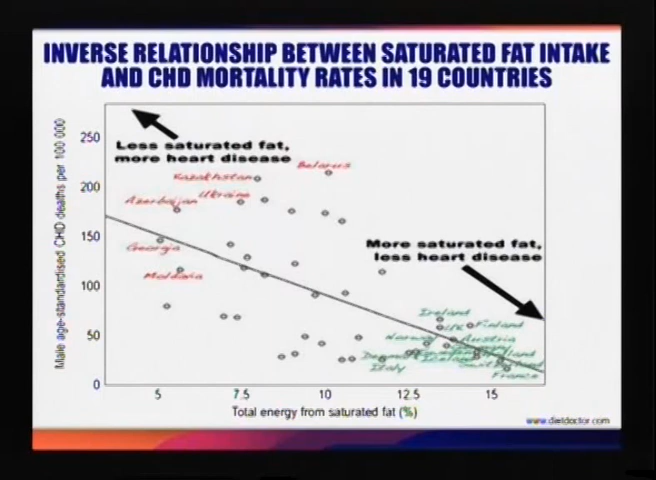 INVERSE RELATIONSHIP BETWEEN SATURATED FAT INTAKE
AND CHD MORTALITY RATES IN 19 COUNTRIES
Male age-standardised CHD deaths per 100 000
250
200
150
100
50
0
Less saturated fat,
more heart disease
Belarus
Kazakhstan
Ukraine
Azerbaijan
Georgia
Moldavia
More saturated fat,
less heart disease
Ireland
UK Finland
Norway Austria
Italy
France
5 7.5 10 12.5 15
Total energy from saturated fat (%)
www.dietdoctor.com